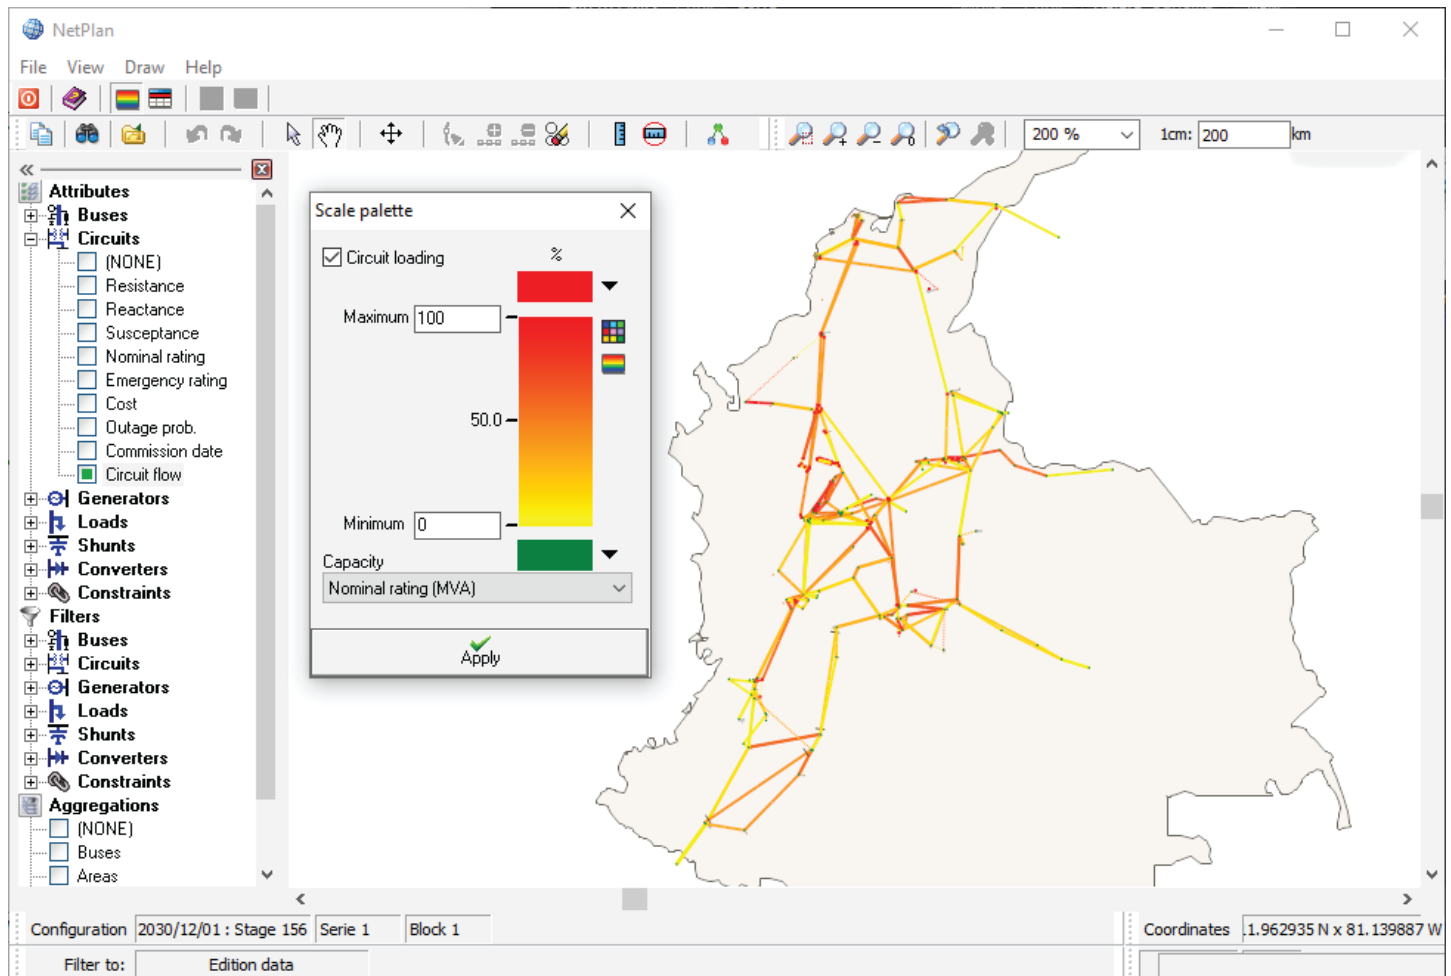 NetPlan
File View Draw Help
200 % 1cm: 200 km
Attributes
Buses
Circuits
(NONE)
Resistance
Reactance
Susceptance
Nominal rating
Emergency rating
Cost
Outage prob.
Commission date
Circuit flow
Generators
Loads
Shunts
Converters
Constraints
Filters
Buses
Circuits
Generators
Loads
Shunts
Converters
Constraints
Aggregations
(NONE)
Buses
Areas
Scale palette
Circuit loading %
Maximum 100
50.0
Minimum 0
Capacity
Nominal rating (MVA)
Apply
Configuration 2030/12/01 : Stage 156 Serie 1 Block 1 Coordinates .1.962935 N x 81.139887 W
Filter to: Edition data